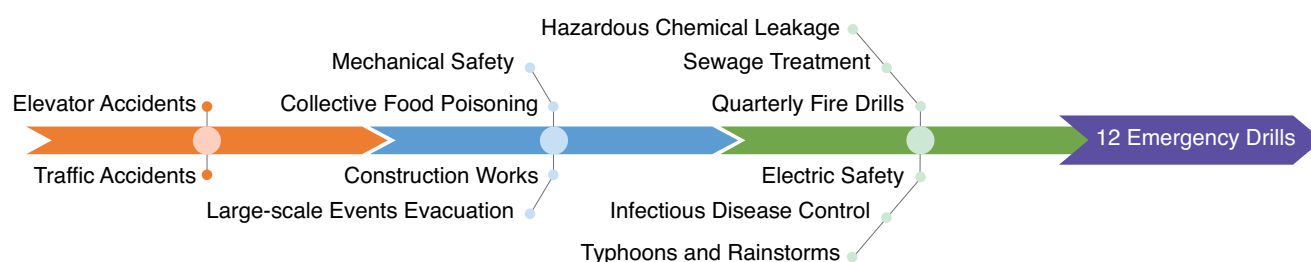 Hazardous Chemical Leakage
Mechanical Safety
Sewage Treatment
Elevator Accidents
Collective Food Poisoning
Quarterly Fire Drills
12 Emergency Drills
Traffic Accidents
Construction Works
Electric Safety
Large-scale Events Evacuation
Infectious Disease Control
Typhoons and Rainstorms